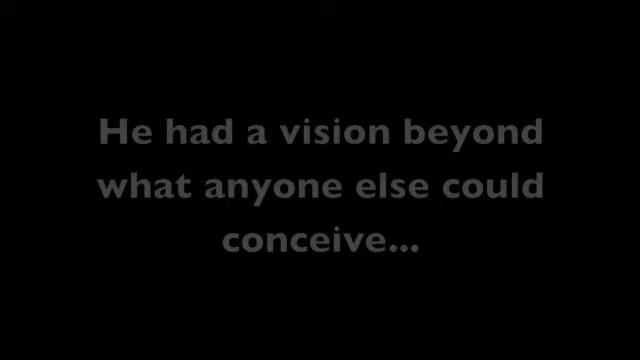 He had a vision beyond
what anyone else could
conceive...